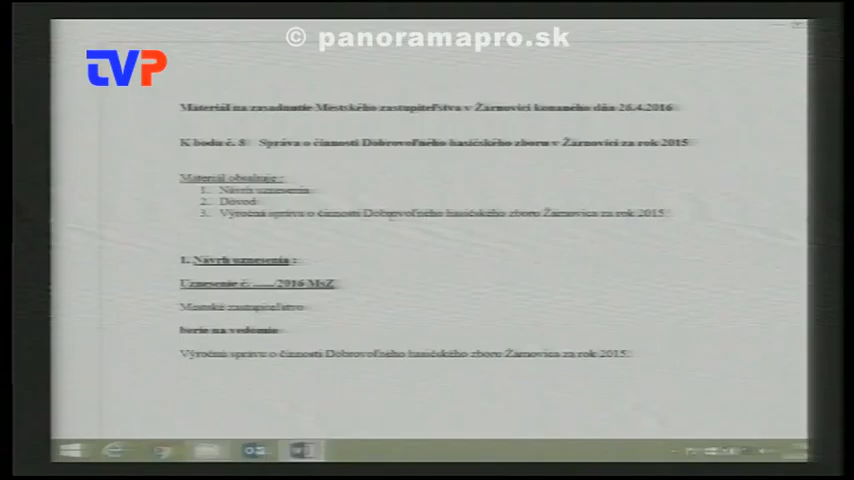 © panoramapro.sk
TVP
Materiál na zasadnutie Mestského zastupiteľstva v Žarnovici konaného dňa 26.4.2016
K bodu č. 8 Správa o činnosti Dobrovoľného hasičského zboru v Žarnovici za rok 2015
Materiál obsahuje :
1. Návrh uznesenia
2. Dôvod
3. Výročná správa o činnosti Dobrovoľného hasičského zboru Žarnovica za rok 2015
1. Návrh uznesenia :
Uznesenie č. ..../2016 MsZ
Mestské zastupiteľstvo
berie na vedomie
Výročnú správu o činnosti Dobrovoľného hasičského zboru Žarnovica za rok 2015